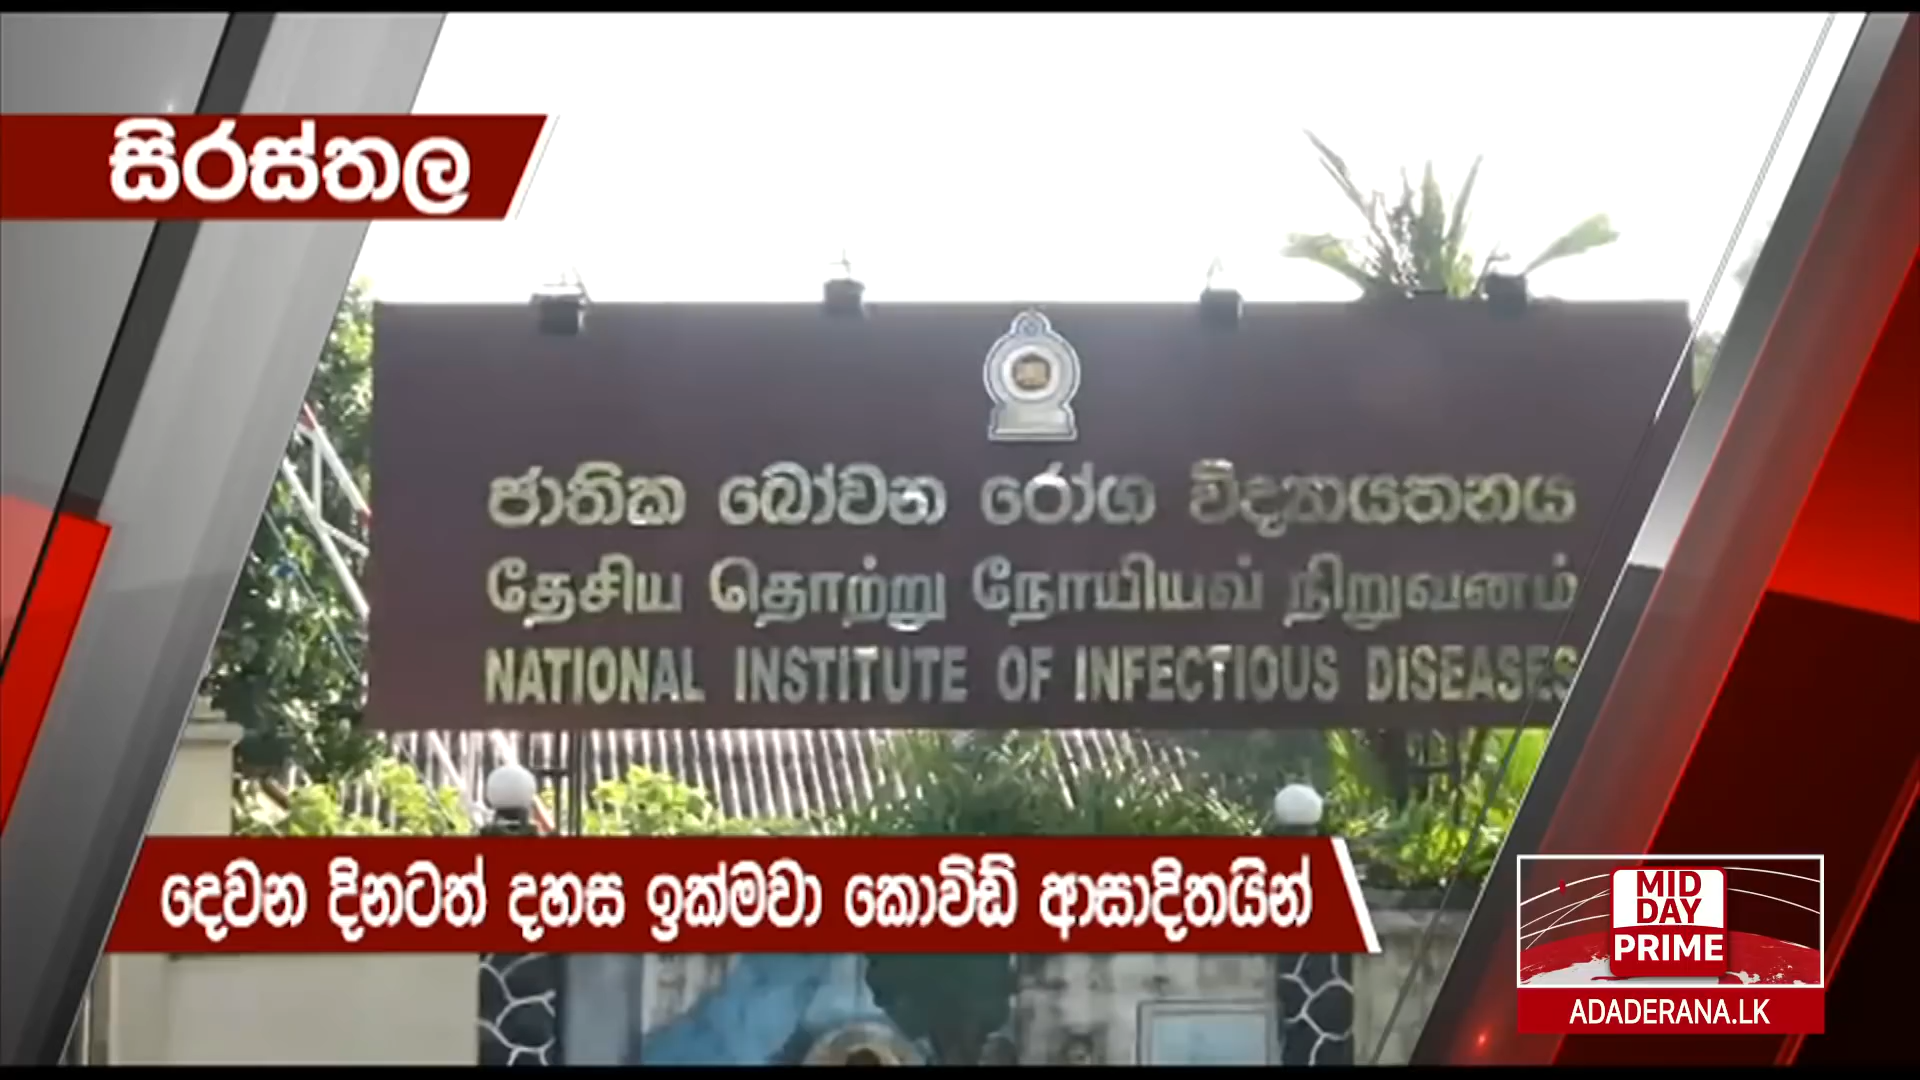 සිරස්තල
ජාතික බෝවන රෝග විද්‍යායතනය
தேசிய தொற்று நோயியவ் நிறுவனம்
NATIONAL INSTITUTE OF INFECTIOUS DISEASES
දෙවන දිනටත් දහස ඉක්මවා කොවිඩ් ආසාදිතයින්
MID
DAY
PRIME
ADADERANA.LK